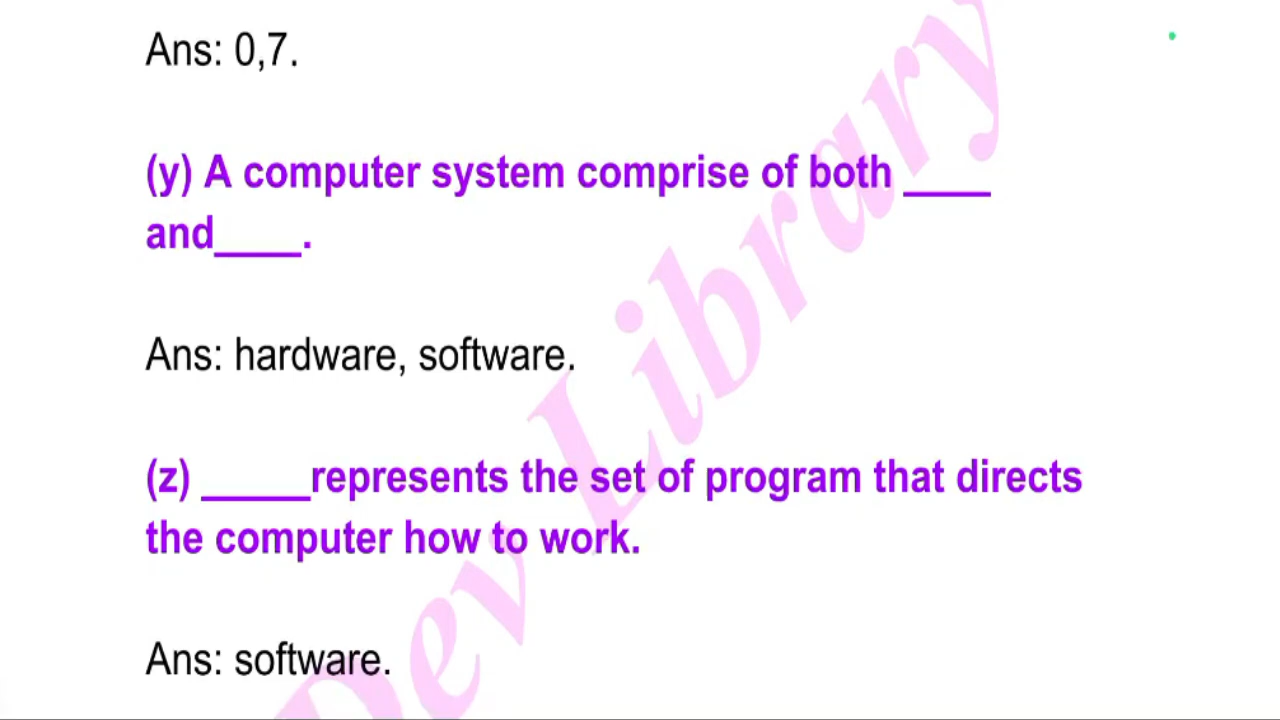 Ans: 0,7.
(y) A computer system comprise of both ____
and____.
Ans: hardware, software.
(z) _____represents the set of program that directs
the computer how to work.
Ans: software.
Dev Library